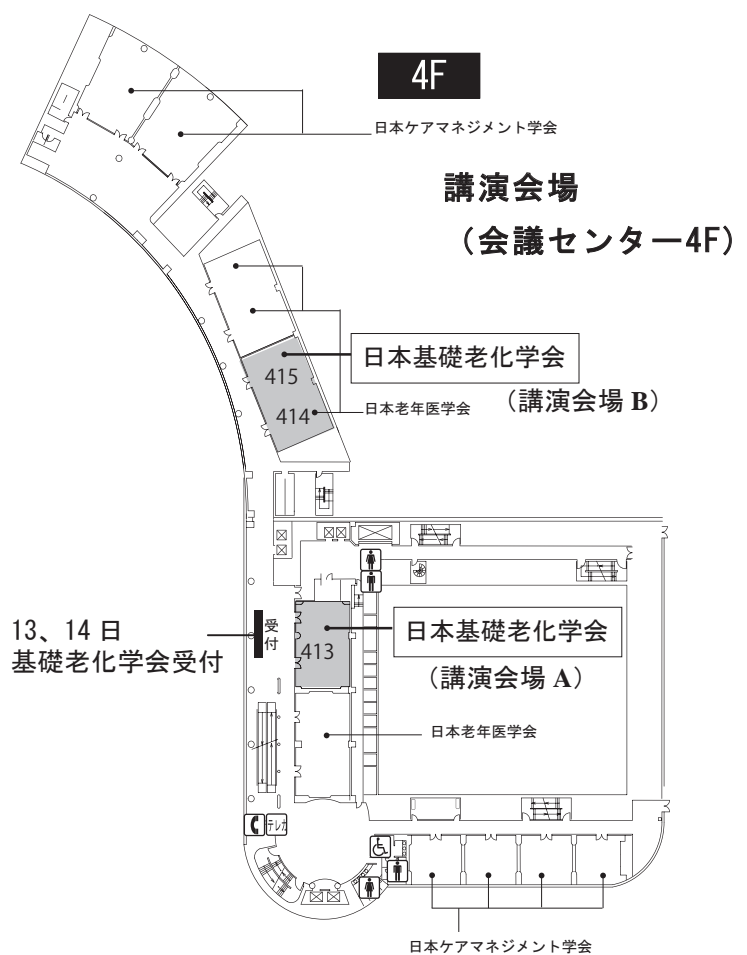 4F
日本ケアマネジメント学会
講演会場
(会議センター4F)
日本基礎老化学会
415
414
日本老年医学会
(講演会場 B)
13、14 日
基礎老化学会受付
受付
413
日本基礎老化学会
(講演会場 A)
日本老年医学会
テレカ
日本ケアマネジメント学会